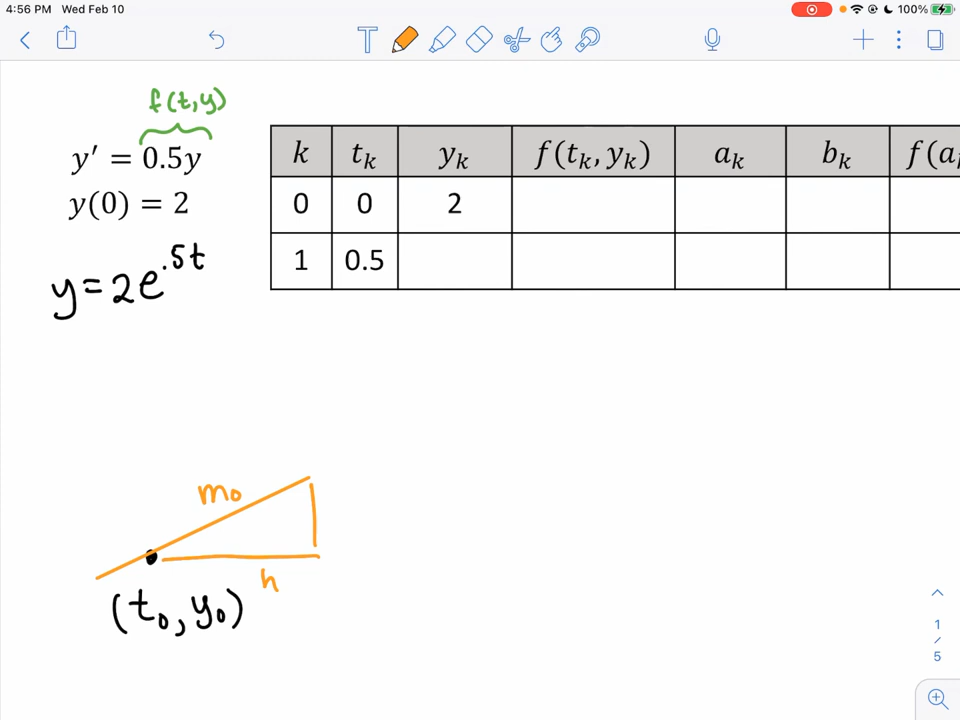 4:56 PM Wed Feb 10 100%
f(t,y)
y′ = 0.5y
y(0) = 2
y=2e^.5t
k t_k y_k f(t_k, y_k) a_k b_k f(a_k
0 0 2
1 0.5
m₀
h
(t₀, y₀)
1
/
5